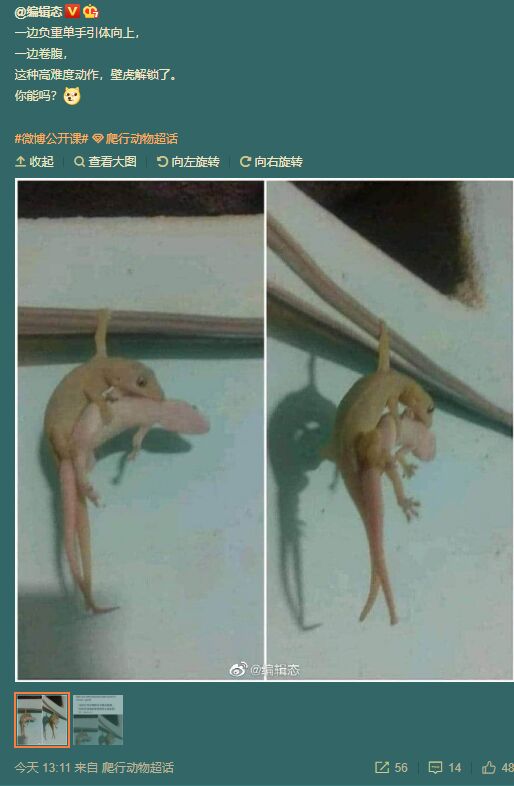 @编辑态
一边负重单手引体向上，
一边卷腹，
这种高难度动作，壁虎解锁了。
你能吗？
#微博公开课# 爬行动物超话
收起 查看大图 向左旋转 向右旋转
@编辑态
今天 13:11 来自 爬行动物超话 56 14 48